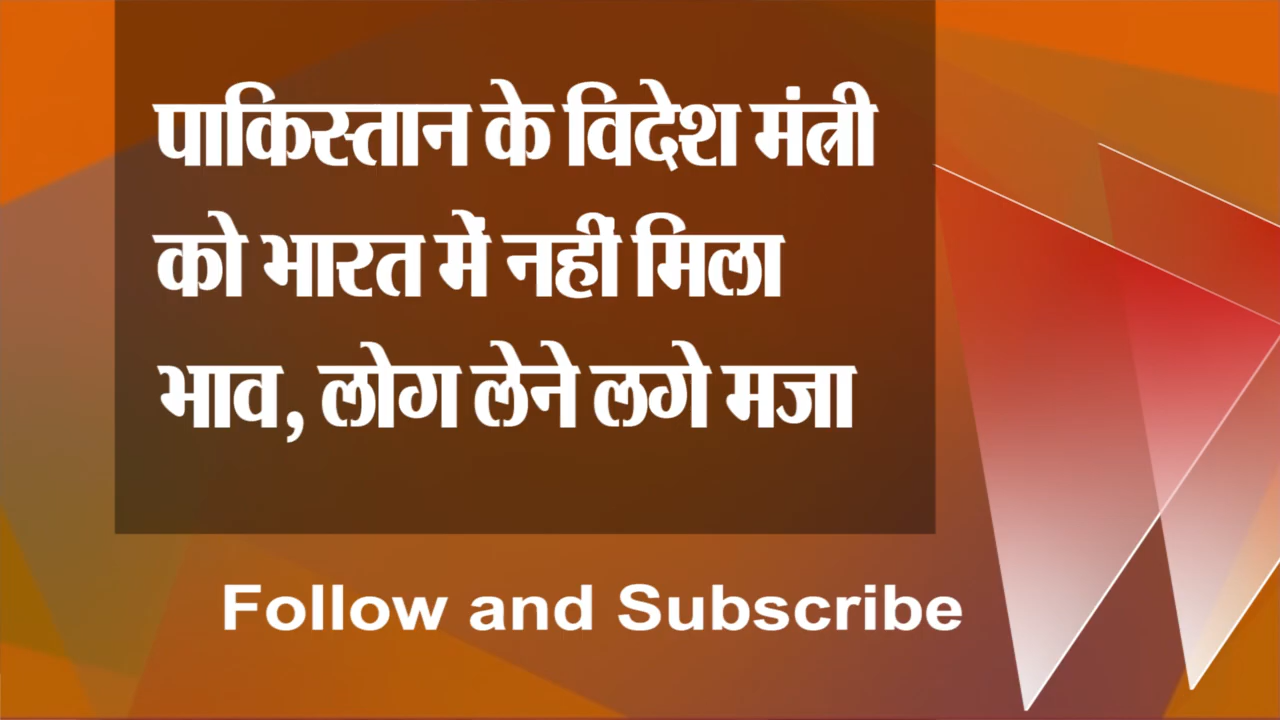 पाकिस्तान के विदेश मंत्री
को भारत में नहीं मिला
भाव, लोग लेने लगे मजा
Follow and Subscribe